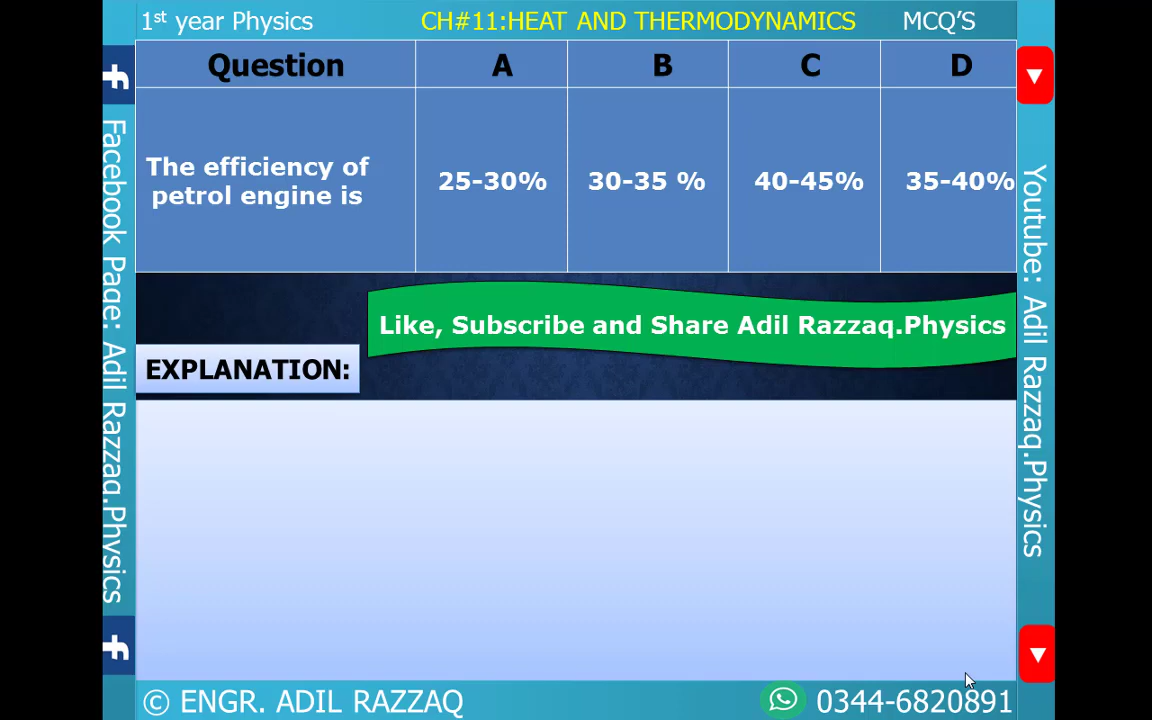 1st year Physics CH#11:HEAT AND THERMODYNAMICS MCQ'S
Question A B C D
The efficiency of
petrol engine is
25-30% 30-35 % 40-45% 35-40%
Like, Subscribe and Share Adil Razzaq.Physics
EXPLANATION:
Facebook Page: Adil Razzaq.Physics
Youtube: Adil Razzaq.Physics
© ENGR. ADIL RAZZAQ 0344-6820891